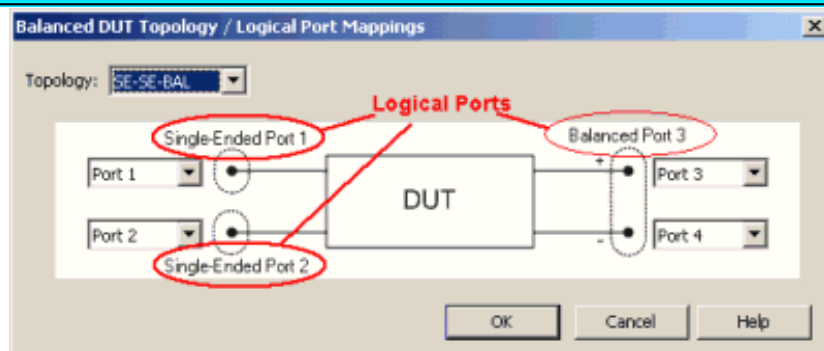 Balanced DUT Topology / Logical Port Mappings
Topology: SE-SE-BAL
Logical Ports
Single-Ended Port 1
Balanced Port 3
Port 1
+
Port 3
DUT
Port 2
-
Port 4
Single-Ended Port 2
OK
Cancel
Help